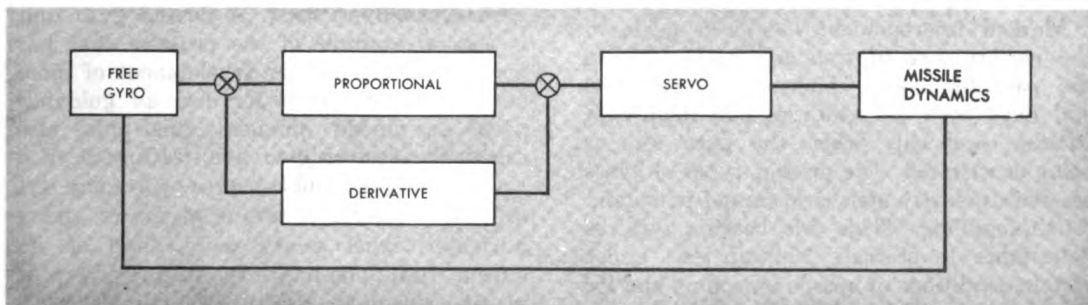 FREE
GYRO
PROPORTIONAL
SERVO
MISSILE
DYNAMICS
DERIVATIVE